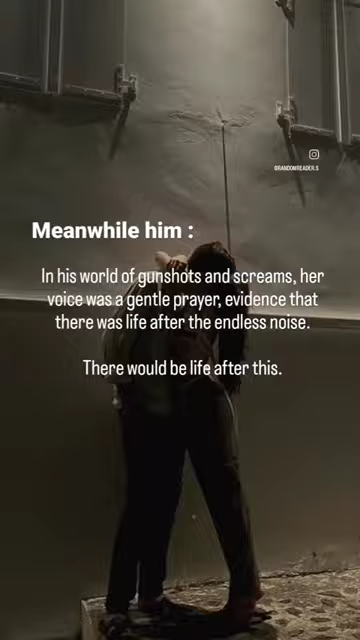 @RANDOMREADER.S
Meanwhile him :
In his world of gunshots and screams, her
voice was a gentle prayer, evidence that
there was life after the endless noise.
There would be life after this.